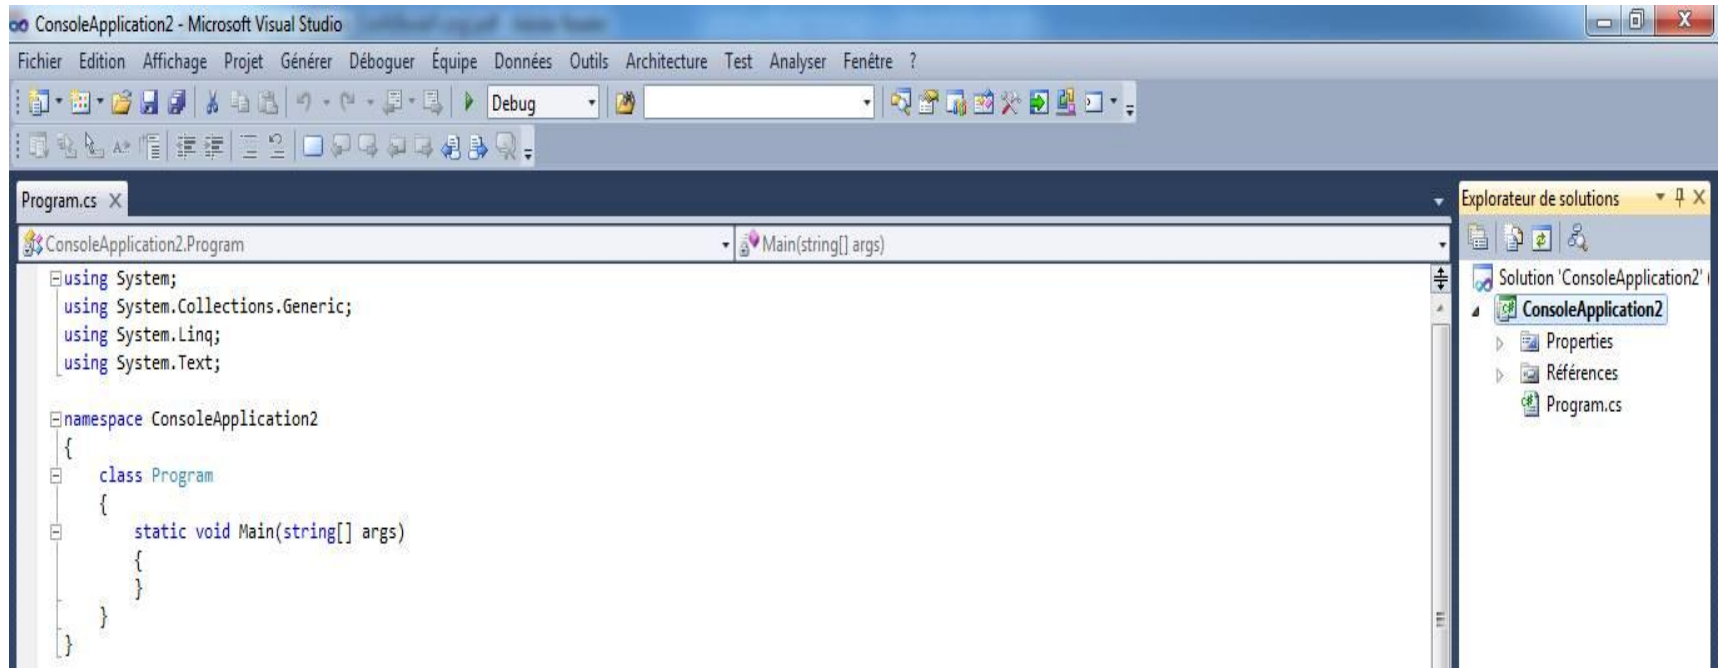 ConsoleApplication2 - Microsoft Visual Studio
Fichier Edition Affichage Projet Générer Déboguer Équipe Données Outils Architecture Test Analyser Fenêtre ?
Debug
Program.cs
Explorateur de solutions
ConsoleApplication2.Program
Main(string[] args)
using System;
using System.Collections.Generic;
using System.Linq;
using System.Text;
namespace ConsoleApplication2
{
class Program
{
static void Main(string[] args)
{
}
}
}
Solution 'ConsoleApplication2' (
ConsoleApplication2
Properties
Références
Program.cs